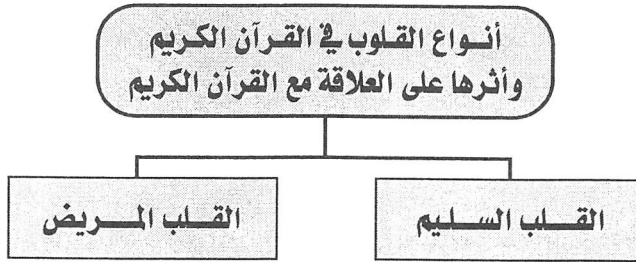 أنواع القلوب في القرآن الكريم
وأثرها على العلاقة مع القرآن الكريم
القلب السليم
القلب المريض